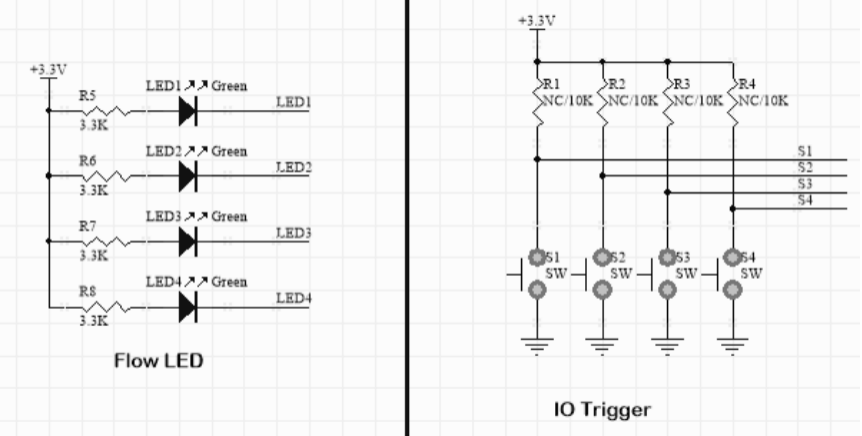 +3.3V
R5
LED1 Green
LED1
3.3K
R6
LED2 Green
LED2
3.3K
R7
LED3 Green
LED3
3.3K
R8
LED4 Green
LED4
3.3K
Flow LED
+3.3V
R1 R2 R3 R4
NC/10K NC/10K NC/10K NC/10K
S1
S2
S3
S4
S1 S2 S3 S4
SW SW SW SW
IO Trigger